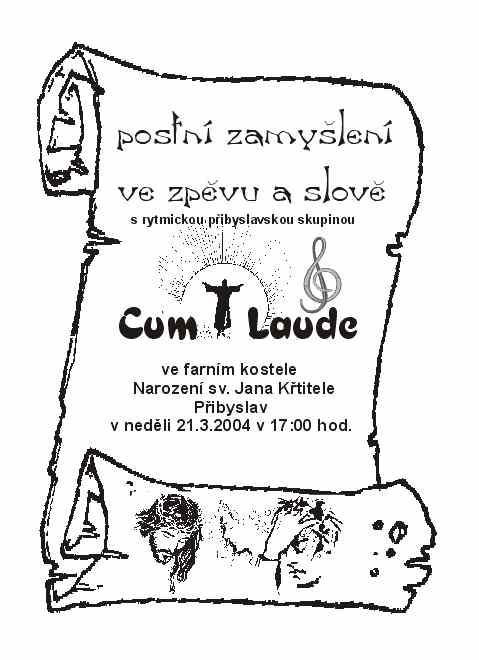 postní zamyšlení
ve zpěvu a slově
s rytmickou přibyslavskou skupinou
Cum Laude
ve farním kostele
Narození sv. Jana Křtitele
Přibyslav
v neděli 21.3.2004 v 17:00 hod.